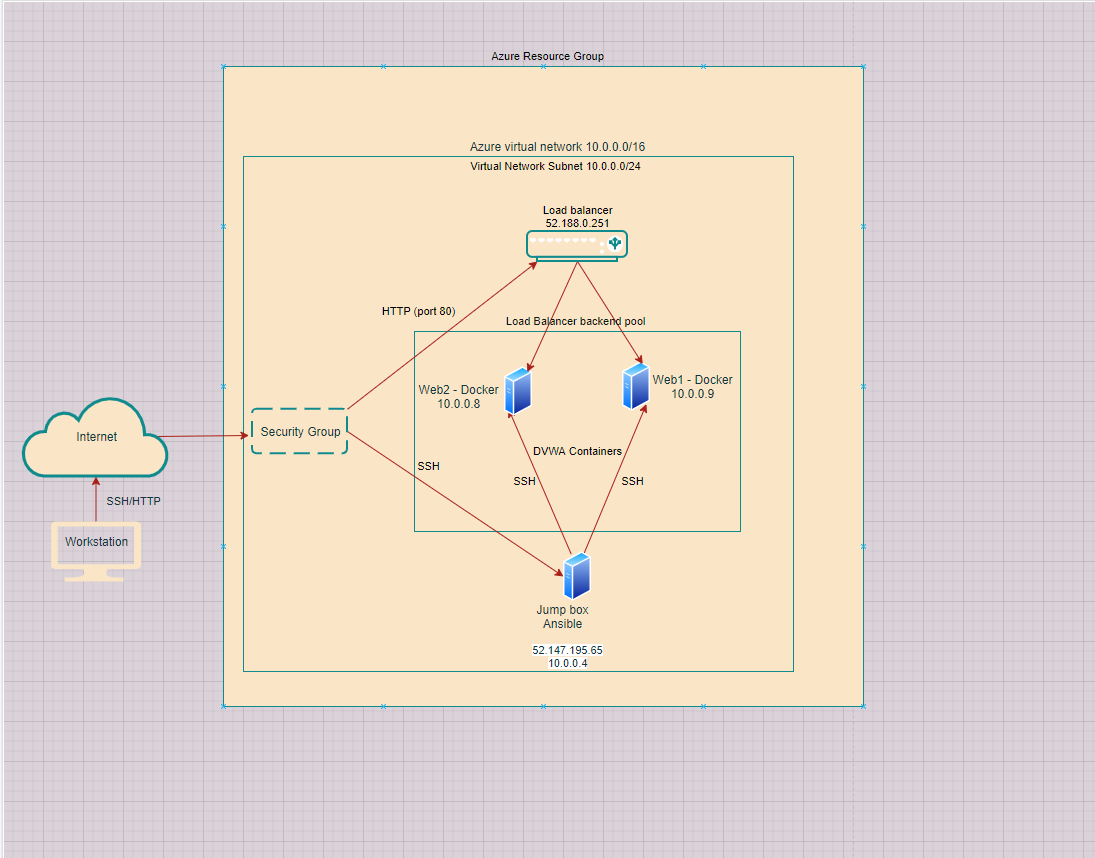 Azure Resource Group
Azure virtual network 10.0.0.0/16
Virtual Network Subnet 10.0.0.0/24
Load balancer
52.188.0.251
HTTP (port 80)
Load Balancer backend pool
Web2 - Docker
10.0.0.8
Web1 - Docker
10.0.0.9
Internet
Security Group
DVWA Containers
SSH
SSH
SSH
SSH/HTTP
Workstation
Jump box
Ansible
52.147.195.65
10.0.0.4